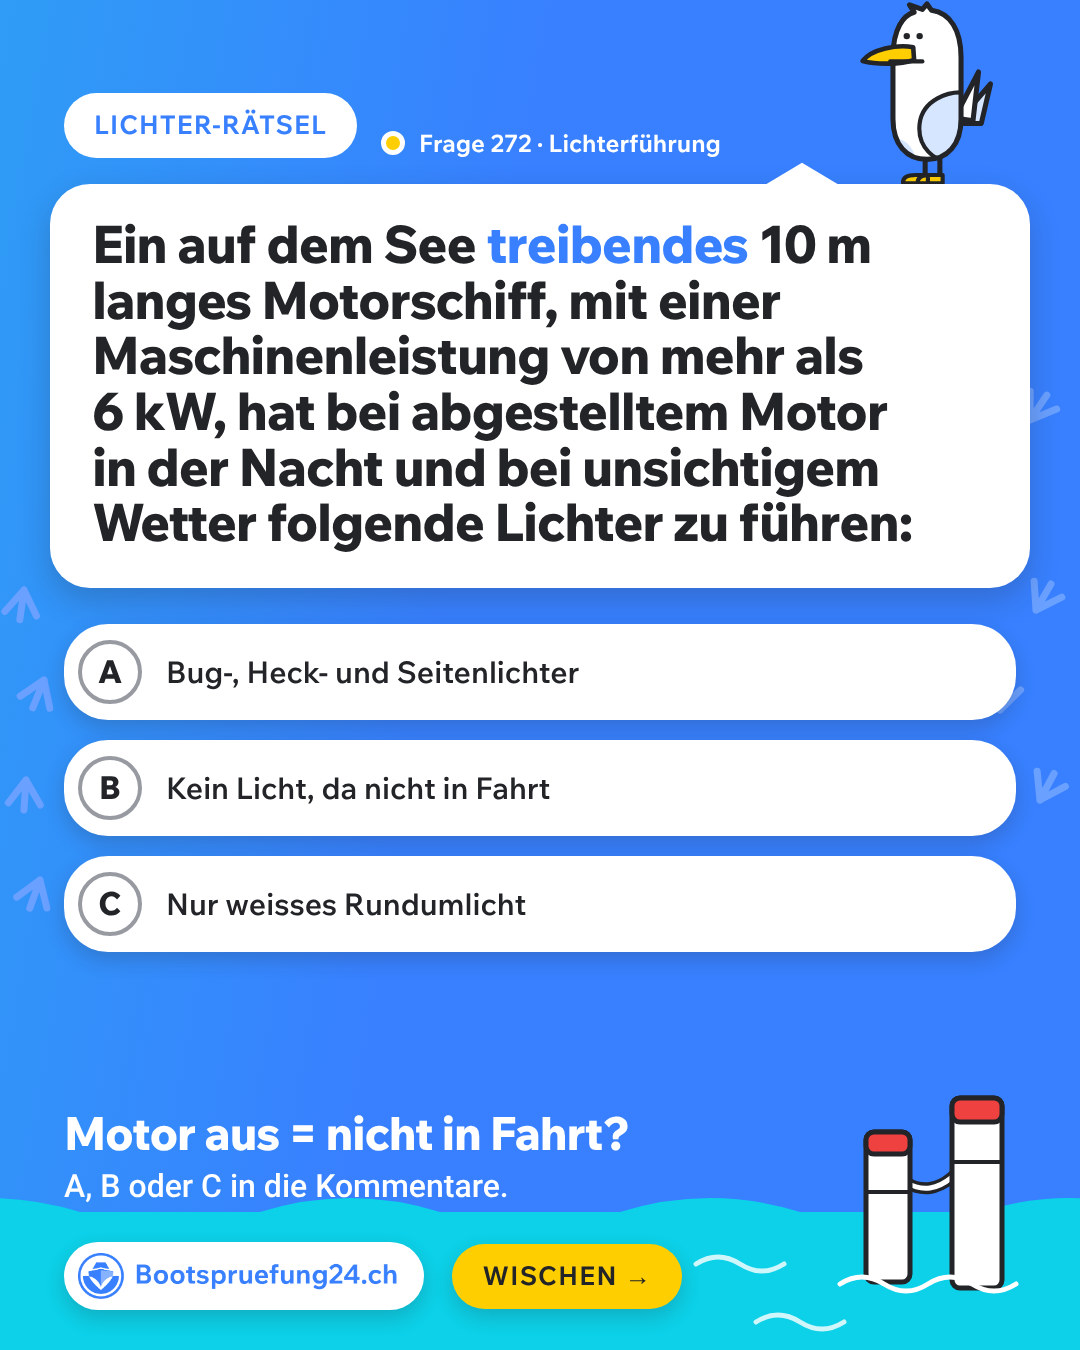 LICHTER-RÄTSEL
Frage 272 · Lichterführung
Ein auf dem See treibendes 10 m
langes Motorschiff, mit einer
Maschinenleistung von mehr als
6 kW, hat bei abgestelltem Motor
in der Nacht und bei unsichtigem
Wetter folgende Lichter zu führen:
A Bug-, Heck- und Seitenlichter
B Kein Licht, da nicht in Fahrt
C Nur weisses Rundumlicht
Motor aus = nicht in Fahrt?
A, B oder C in die Kommentare.
Bootspruefung24.ch
WISCHEN →